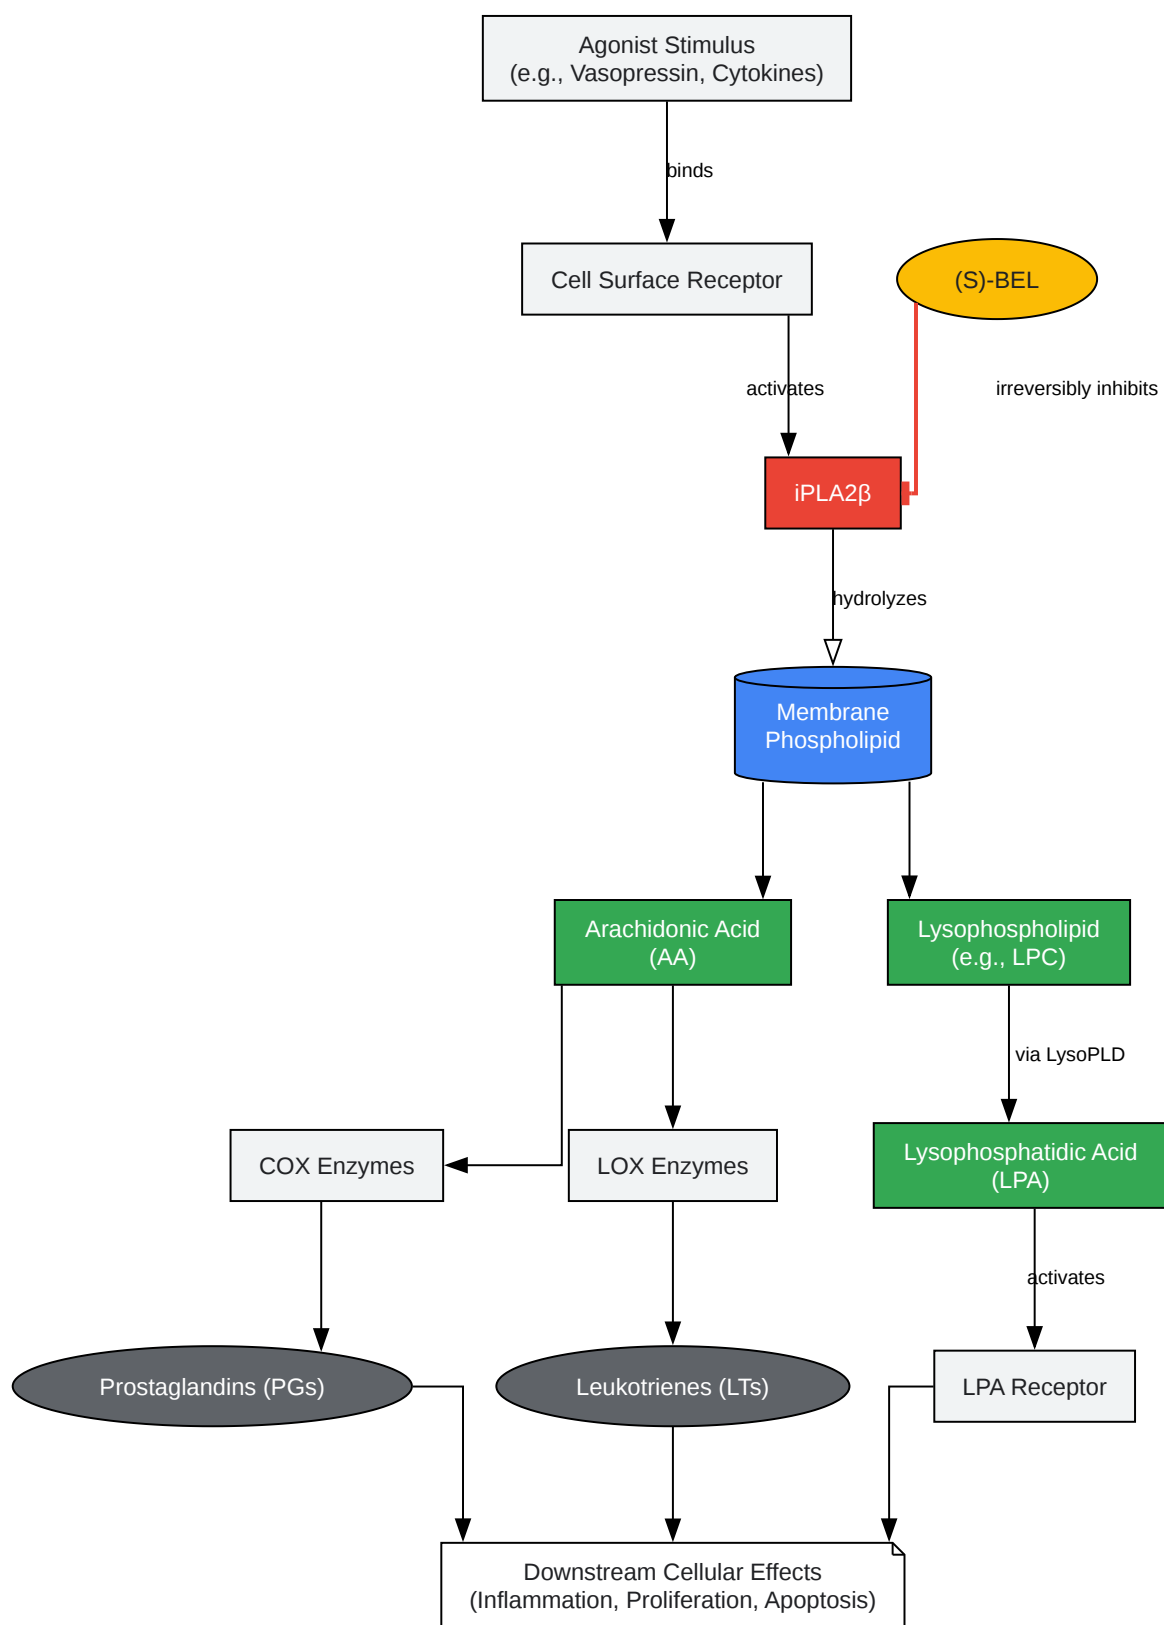 Agonist Stimulus
(e.g., Vasopressin, Cytokines)
binds
Cell Surface Receptor
(S)-BEL
activates
irreversibly inhibits
iPLA2β
hydrolyzes
Membrane
Phospholipid
Arachidonic Acid
(AA)
Lysophospholipid
(e.g., LPC)
via LysoPLD
COX Enzymes
LOX Enzymes
Lysophosphatidic Acid
(LPA)
activates
Prostaglandins (PGs)
Leukotrienes (LTs)
LPA Receptor
Downstream Cellular Effects
(Inflammation, Proliferation, Apoptosis)